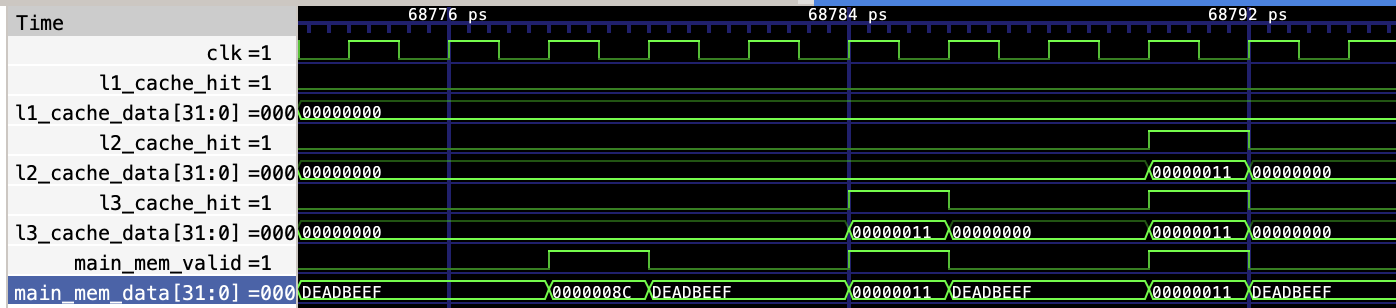 Time 68776 ps 68784 ps 68792 ps
clk =1
l1_cache_hit =1
l1_cache_data[31:0] =000 00000000
l2_cache_hit =1
l2_cache_data[31:0] =000 00000000 00000011 00000000
l3_cache_hit =1
l3_cache_data[31:0] =000 00000000 00000011 00000000 00000011 00000000
main_mem_valid =1
main_mem_data[31:0] =000 DEADBEEF 0000008C DEADBEEF 00000011 DEADBEEF 00000011 DEADBEEF